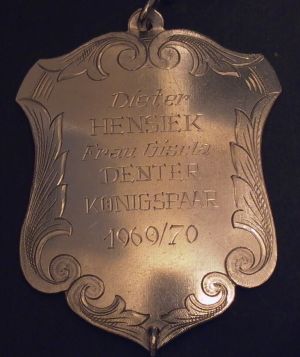 Dieter
HENSIEK
Frau Gisela
DENTER
KÖNIGSPAAR
1969/70